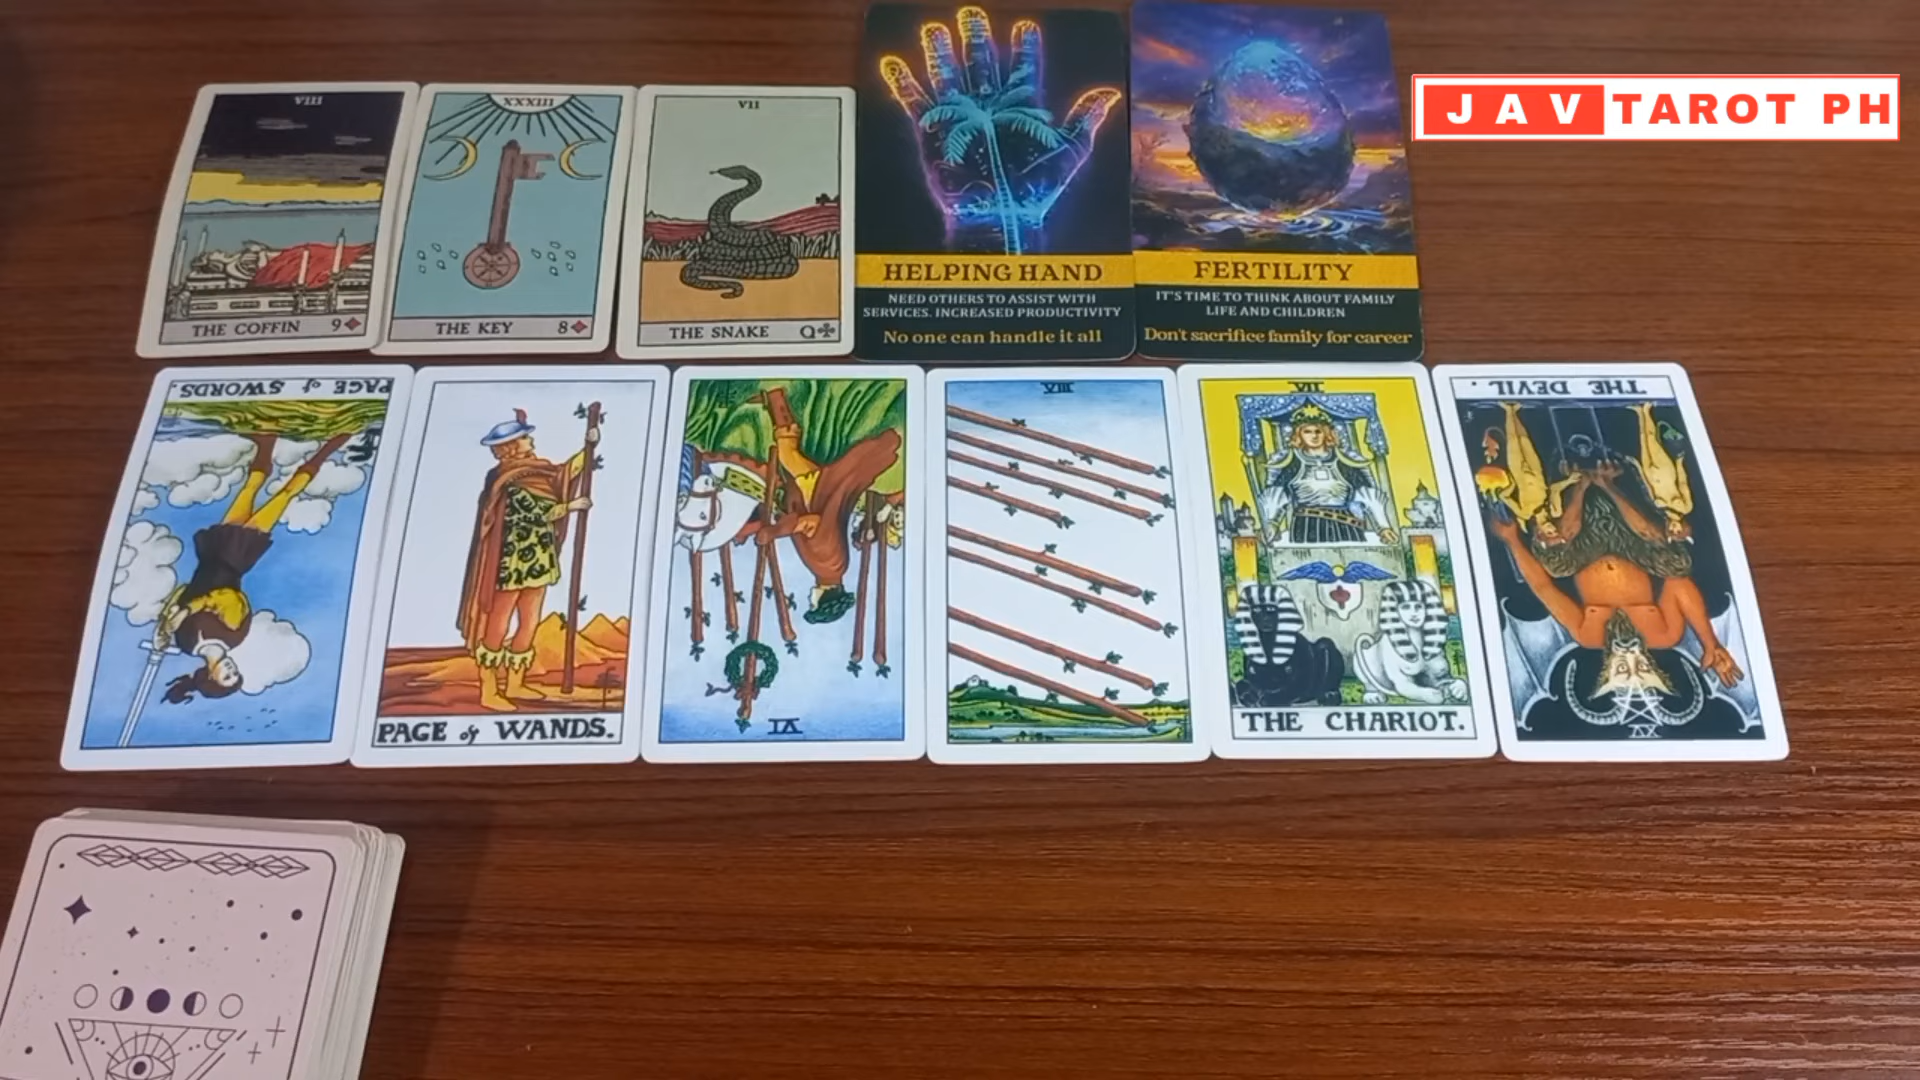 VIII
THE COFFIN 9
XXXIII
THE KEY 8
VII
THE SNAKE Q
HELPING HAND
NEED OTHERS TO ASSIST WITH
SERVICES. INCREASED PRODUCTIVITY
No one can handle it all
FERTILITY
IT'S TIME TO THINK ABOUT FAMILY
LIFE AND CHILDREN
Don't sacrifice family for career
JAV TAROT PH
PAGE of SWORDS.
PAGE of WANDS.
VI
VIII
VII
THE CHARIOT.
THE DEVIL.
XV